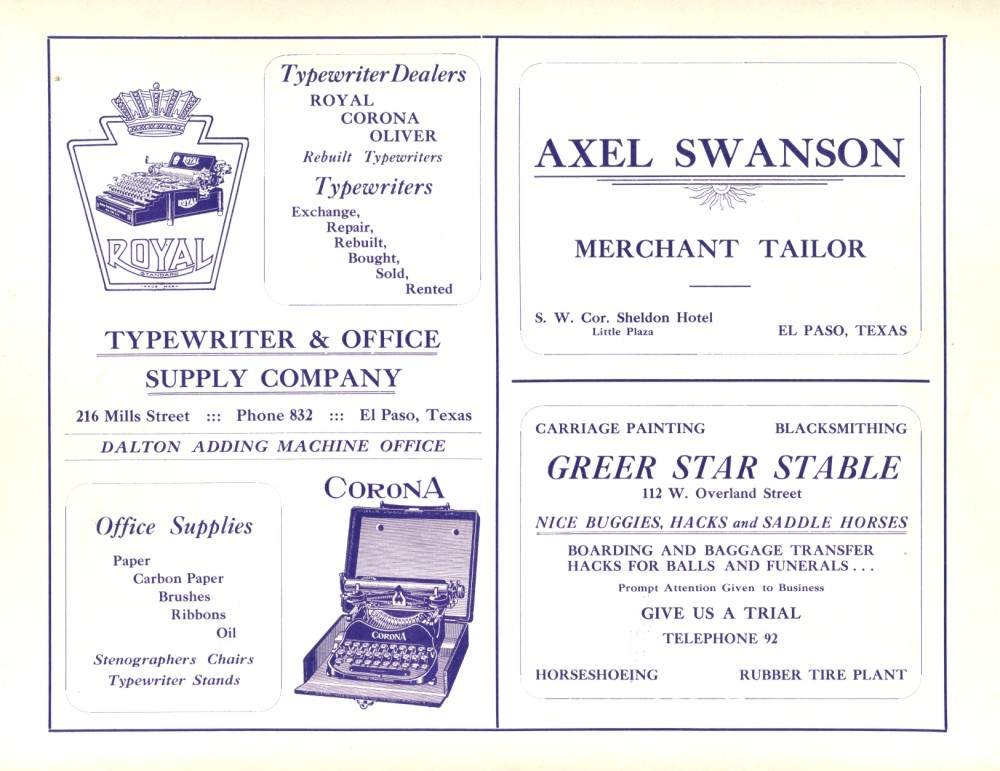 Typewriter Dealers
ROYAL
CORONA
OLIVER
Rebuilt Typewriters
Typewriters
Exchange,
Repair,
Rebuilt,
Bought,
Sold,
Rented
ROYAL
ROYAL
ROYAL
STANDARD
TRADE MARK
TYPEWRITER & OFFICE
SUPPLY COMPANY
216 Mills Street ::: Phone 832 ::: El Paso, Texas
DALTON ADDING MACHINE OFFICE
Office Supplies
Paper
Carbon Paper
Brushes
Ribbons
Oil
Stenographers Chairs
Typewriter Stands
CORONA
CORONA
AXEL SWANSON
MERCHANT TAILOR
S. W. Cor. Sheldon Hotel
Little Plaza
EL PASO, TEXAS
CARRIAGE PAINTING BLACKSMITHING
GREER STAR STABLE
112 W. Overland Street
NICE BUGGIES, HACKS and SADDLE HORSES
BOARDING AND BAGGAGE TRANSFER
HACKS FOR BALLS AND FUNERALS . . .
Prompt Attention Given to Business
GIVE US A TRIAL
TELEPHONE 92
HORSESHOEING RUBBER TIRE PLANT